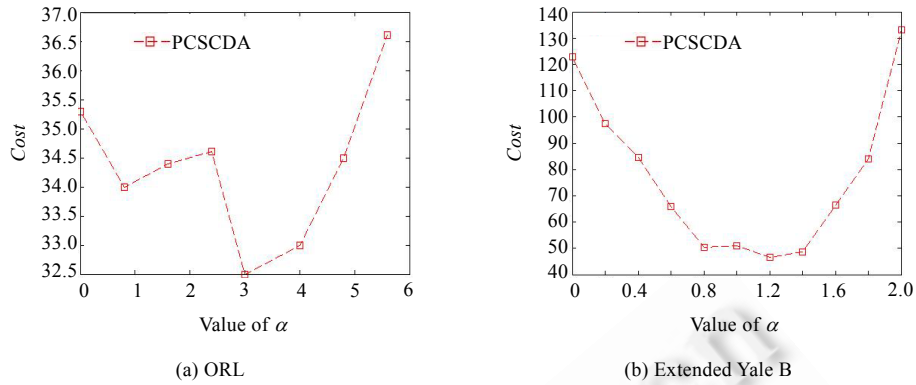 37.0
36.5
36.0
35.5
35.0
34.5
34.0
33.5
33.0
32.5
Cost
PCSCDA
0 1 2 3 4 5 6
Value of α
(a) ORL
140
130
120
110
100
90
80
70
60
50
40
Cost
PCSCDA
0 0.4 0.8 1.2 1.6 2.0
Value of α
(b) Extended Yale B